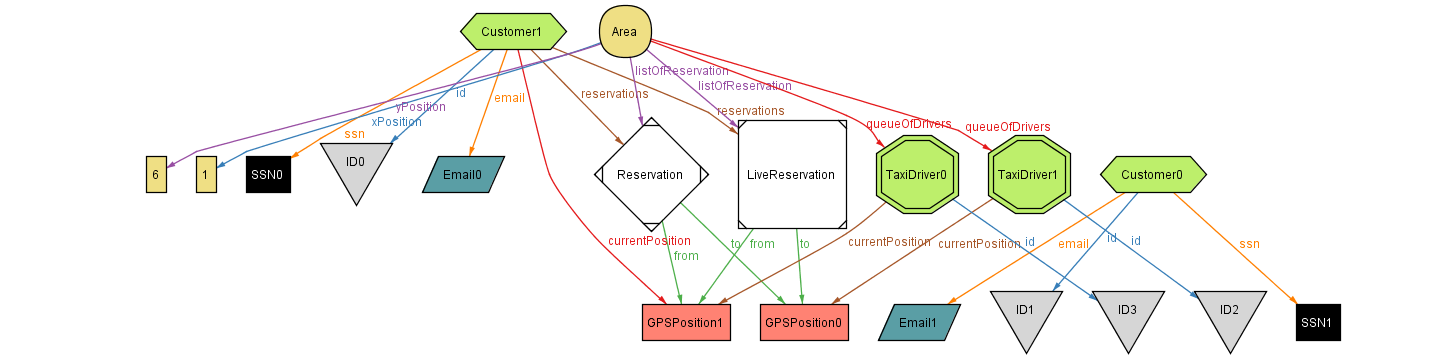 Customer1
Area
listOfReservation
listOfReservation
reservations
reservations
email
id
yPosition
xPosition
ssn
queueOfDrivers
queueOfDrivers
6
1
SSN0
ID0
Email0
Reservation
LiveReservation
TaxiDriver0
TaxiDriver1
Customer0
currentPosition
from
to
from
to
currentPosition
currentPosition
id
email
id
id
ssn
GPSPosition1
GPSPosition0
Email1
ID1
ID3
ID2
SSN1